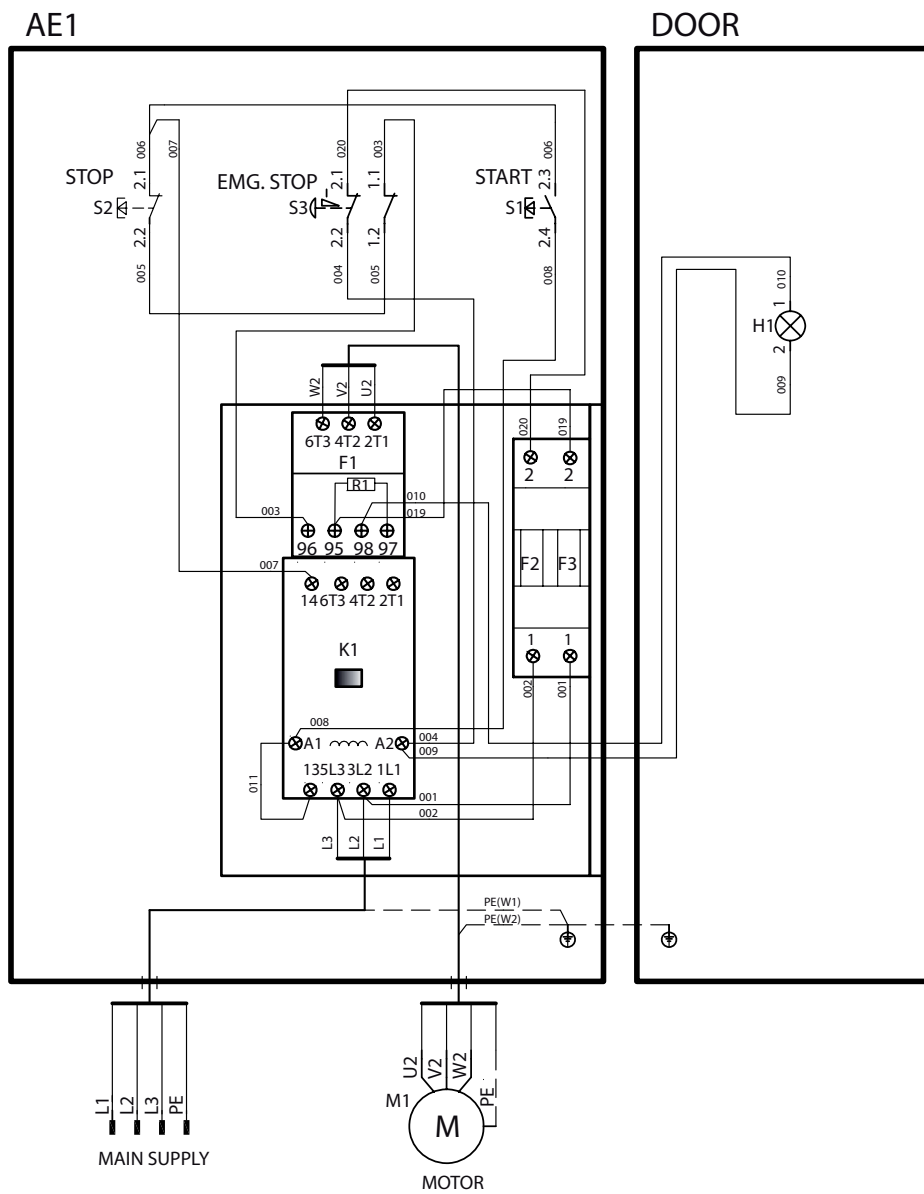 AE1
DOOR
006
007
020
003
006
STOP
2.1
S2
2.2
EMG. STOP
2.1
1.1
S3
2.2
1.2
START
2.3
S1
2.4
005
004
005
008
010
1
H1
2
009
W2
V2
U2
6T3 4T2 2T1
F1
R1
010
003
019
96 95 98 97
020
019
2
2
F2
F3
1
1
002
001
007
14 6T3 4T2 2T1
K1
008
A1
A2
004
009
011
13 5L3 3L2 1L1
001
002
L3
L2
L1
PE(W1)
PE(W2)
L1
L2
L3
PE
MAIN SUPPLY
U2
V2
W2
PE
M1
M
MOTOR